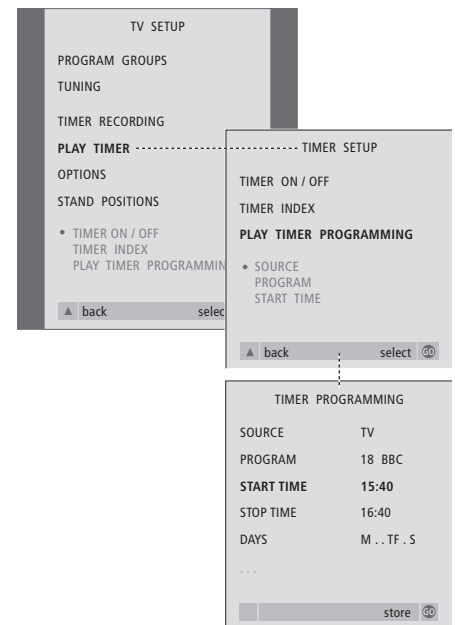 TV SETUP
PROGRAM GROUPS
TUNING
TIMER RECORDING
PLAY TIMER
OPTIONS
STAND POSITIONS
• TIMER ON / OFF
TIMER INDEX
PLAY TIMER PROGRAMMIN
▲ back selec
TIMER SETUP
TIMER ON / OFF
TIMER INDEX
PLAY TIMER PROGRAMMING
• SOURCE
PROGRAM
START TIME
▲ back select GO
TIMER PROGRAMMING
SOURCE TV
PROGRAM 18 BBC
START TIME 15:40
STOP TIME 16:40
DAYS M . . TF . S
. . .
store GO